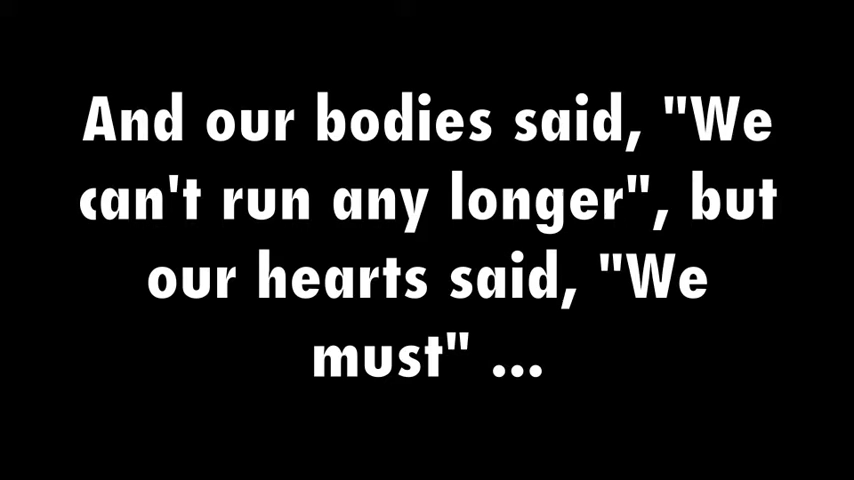 And our bodies said, "We
can't run any longer", but
our hearts said, "We
must" ...